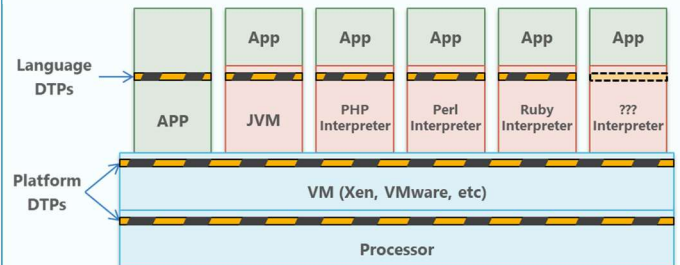 App
App
App
App
App
Language
DTPs
APP
JVM
PHP
Interpreter
Perl
Interpreter
Ruby
Interpreter
???
Interpreter
Platform
DTPs
VM (Xen, VMware, etc)
Processor